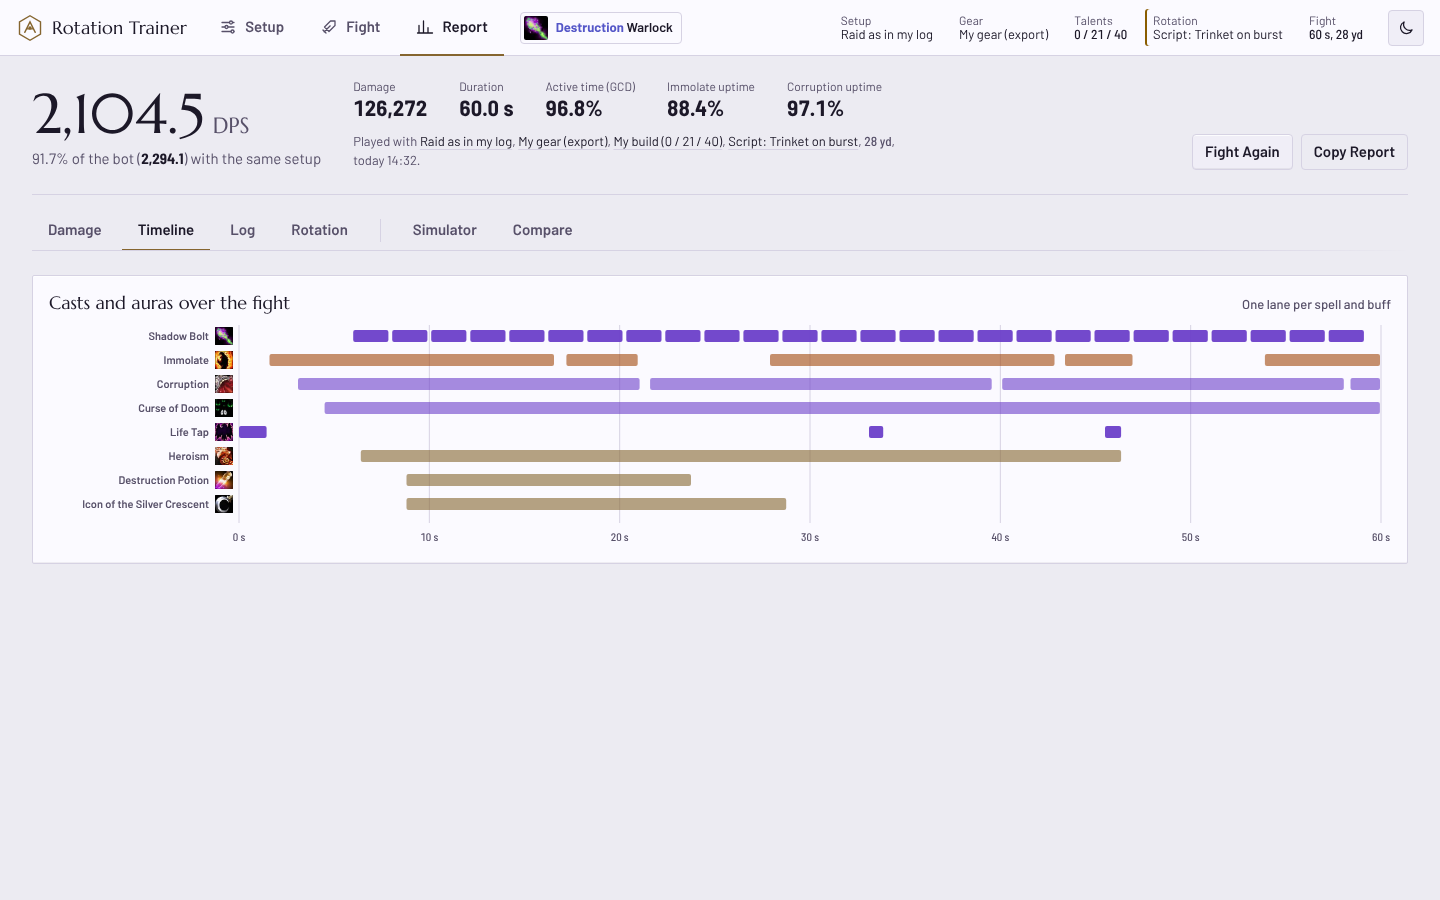 Rotation Trainer
Setup
Fight
Report
Destruction Warlock
Setup
Raid as in my log
Gear
My gear (export)
Talents
0 / 21 / 40
Rotation
Script: Trinket on burst
Fight
60 s, 28 yd
2,104.5 DPS
91.7% of the bot (2,294.1) with the same setup
Damage
126,272
Duration
60.0 s
Active time (GCD)
96.8%
Immolate uptime
88.4%
Corruption uptime
97.1%
Played with Raid as in my log, My gear (export), My build (0 / 21 / 40), Script: Trinket on burst, 28 yd,
today 14:32.
Fight Again
Copy Report
Damage
Timeline
Log
Rotation
Simulator
Compare
Casts and auras over the fight
One lane per spell and buff
Shadow Bolt
Immolate
Corruption
Curse of Doom
Life Tap
Heroism
Destruction Potion
Icon of the Silver Crescent
0 s
10 s
20 s
30 s
40 s
50 s
60 s